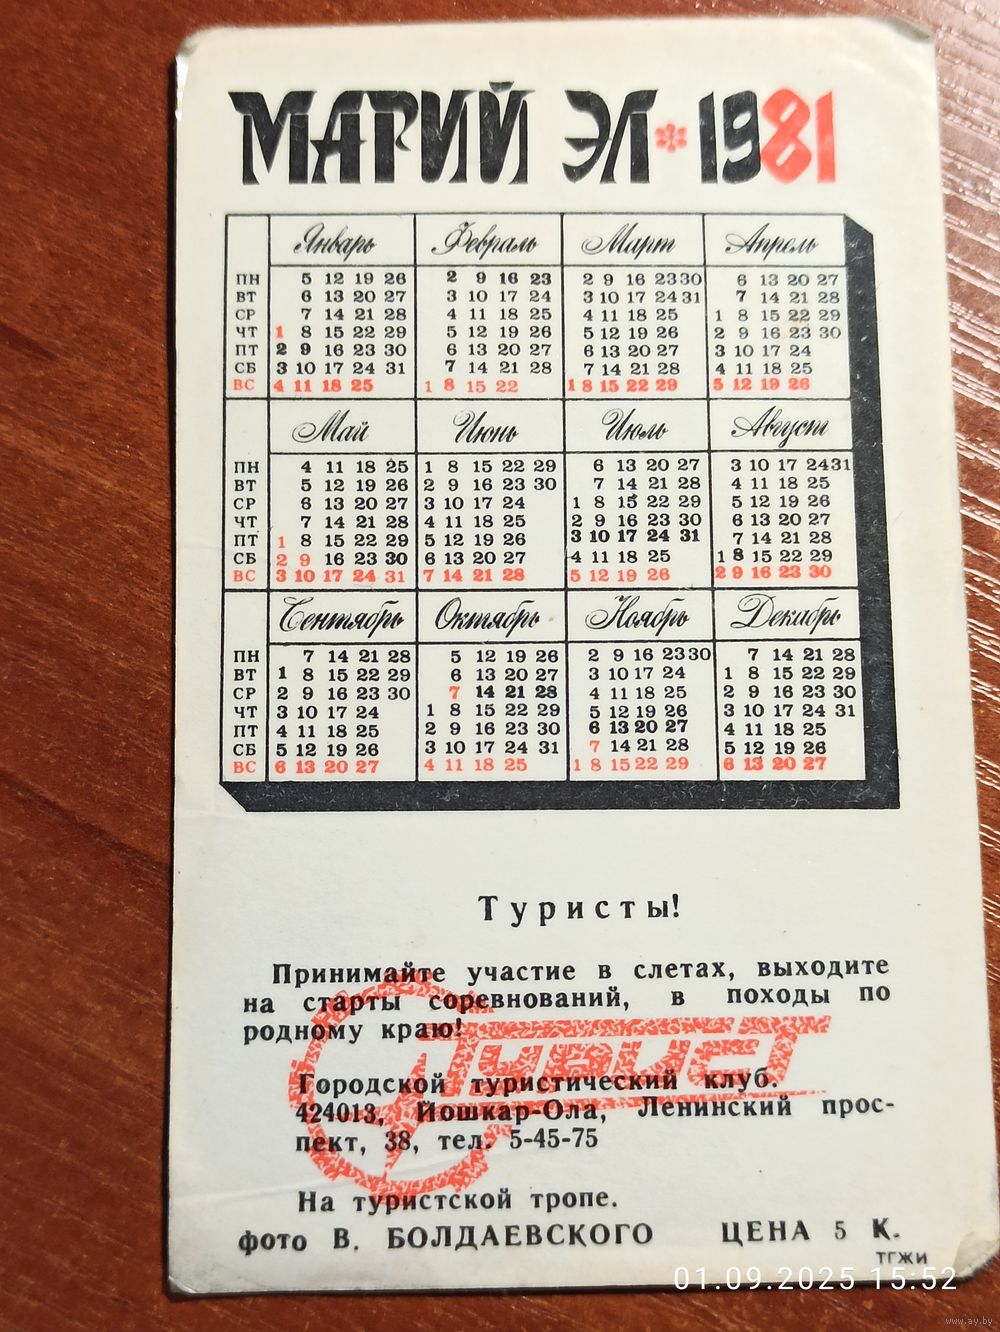 МАРИЙ ЭЛ * 1981
Январь Февраль Март Апрель
ПН 5 12 19 26 2 9 16 23 2 9 16 23 30 6 13 20 27
ВТ 6 13 20 27 3 10 17 24 3 10 17 24 31 7 14 21 28
СР 7 14 21 28 4 11 18 25 4 11 18 25 1 8 15 22 29
ЧТ 1 8 15 22 29 5 12 19 26 5 12 19 26 2 9 16 23 30
ПТ 2 9 16 23 30 6 13 20 27 6 13 20 27 3 10 17 24
СБ 3 10 17 24 31 7 14 21 28 7 14 21 28 4 11 18 25
ВС 4 11 18 25 1 8 15 22 1 8 15 22 29 5 12 19 26
Май Июнь Июль Август
ПН 4 11 18 25 1 8 15 22 29 6 13 20 27 3 10 17 24 31
ВТ 5 12 19 26 2 9 16 23 30 7 14 21 28 4 11 18 25
СР 6 13 20 27 3 10 17 24 1 8 15 22 29 5 12 19 26
ЧТ 7 14 21 28 4 11 18 25 2 9 16 23 30 6 13 20 27
ПТ 1 8 15 22 29 5 12 19 26 3 10 17 24 31 7 14 21 28
СБ 2 9 16 23 30 6 13 20 27 4 11 18 25 1 8 15 22 29
ВС 3 10 17 24 31 7 14 21 28 5 12 19 26 2 9 16 23 30
Сентябрь Октябрь Ноябрь Декабрь
ПН 7 14 21 28 5 12 19 26 2 9 16 23 30 7 14 21 28
ВТ 1 8 15 22 29 6 13 20 27 3 10 17 24 1 8 15 22 29
СР 2 9 16 23 30 7 14 21 28 4 11 18 25 2 9 16 23 30
ЧТ 3 10 17 24 1 8 15 22 29 5 12 19 26 3 10 17 24 31
ПТ 4 11 18 25 2 9 16 23 30 6 13 20 27 4 11 18 25
СБ 5 12 19 26 3 10 17 24 31 7 14 21 28 5 12 19 26
ВС 6 13 20 27 4 11 18 25 1 8 15 22 29 6 13 20 27
Туристы!
Принимайте участие в слетах, выходите
на старты соревнований, в походы по
родному краю!
Турист
Городской туристический клуб.
424013, Йошкар-Ола, Ленинский прос-
пект, 38, тел. 5-45-75
На туристской тропе.
фото В. БОЛДАЕВСКОГО ЦЕНА 5 К.
ТГЖИ
01.09.2025 15:52
www.ay.by